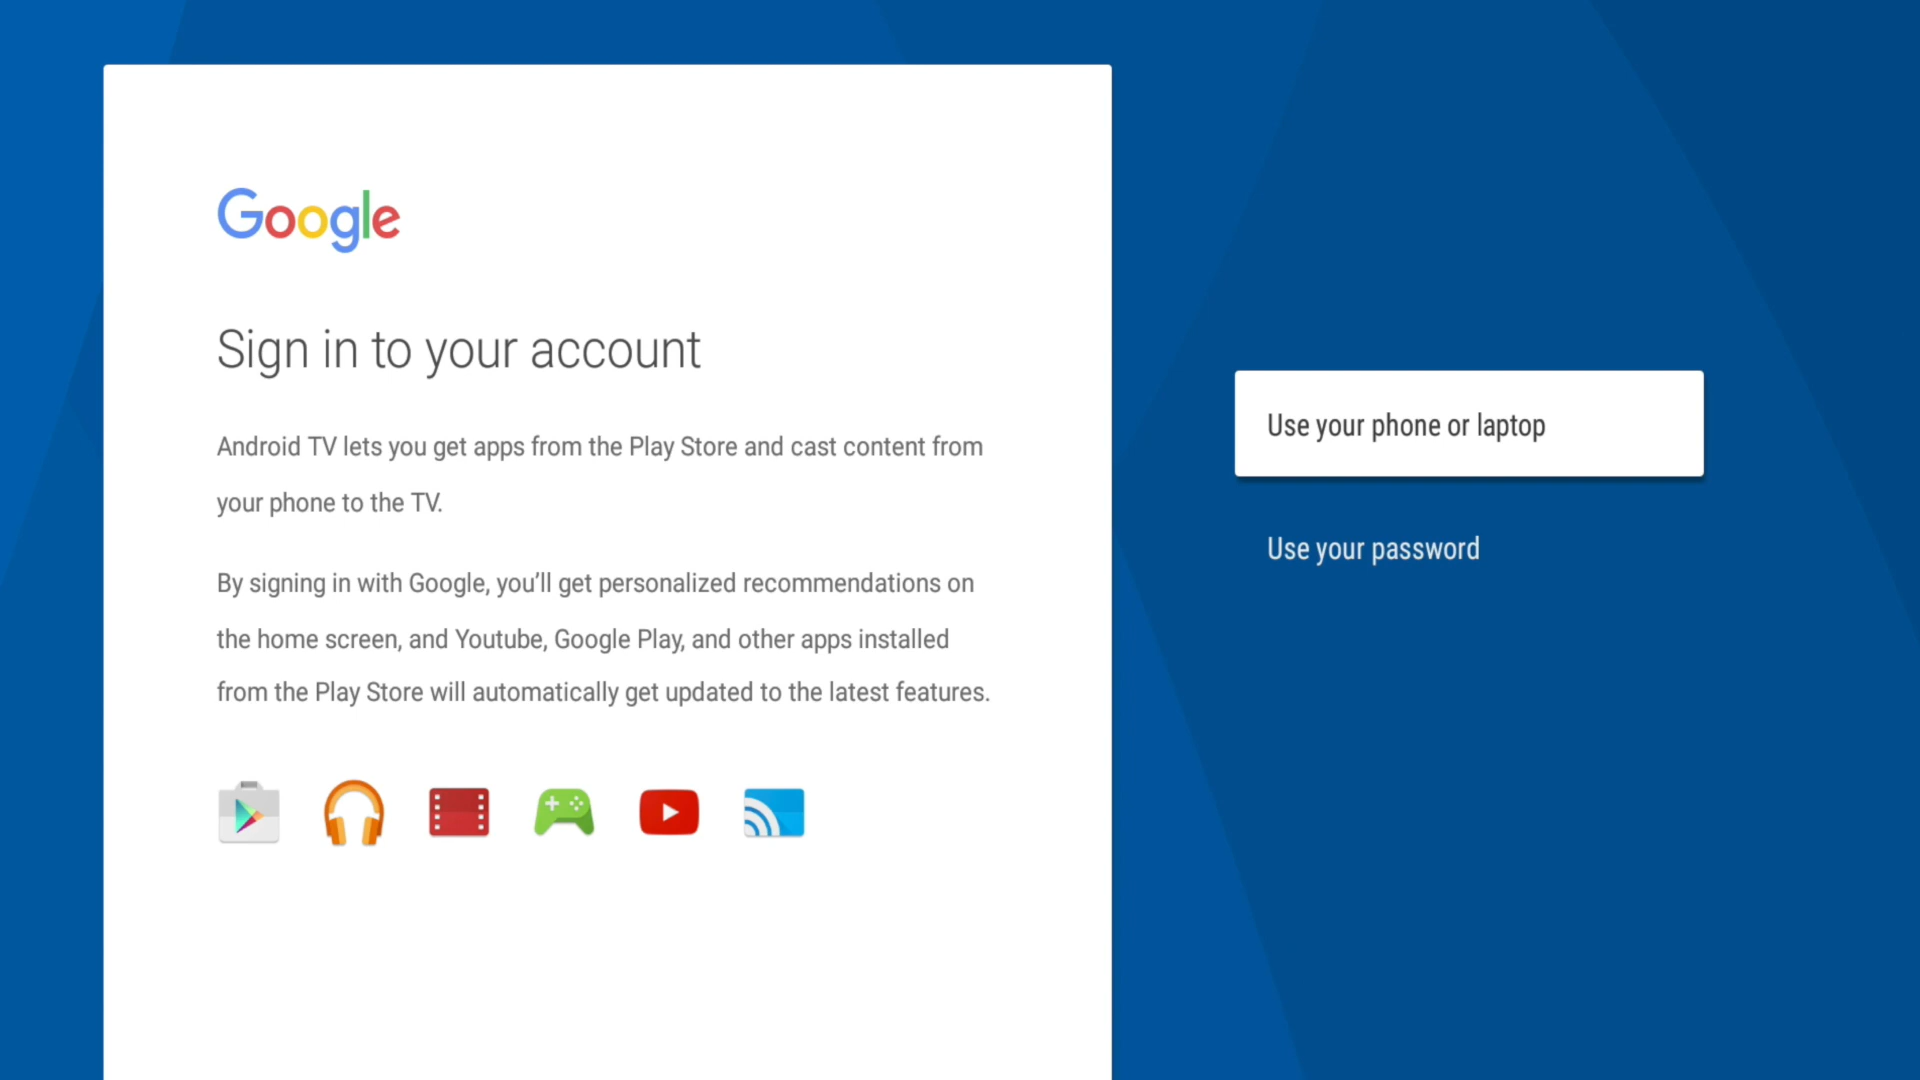 Google
Sign in to your account
Android TV lets you get apps from the Play Store and cast content from
your phone to the TV.
By signing in with Google, you’ll get personalized recommendations on
the home screen, and Youtube, Google Play, and other apps installed
from the Play Store will automatically get updated to the latest features.
Use your phone or laptop
Use your password